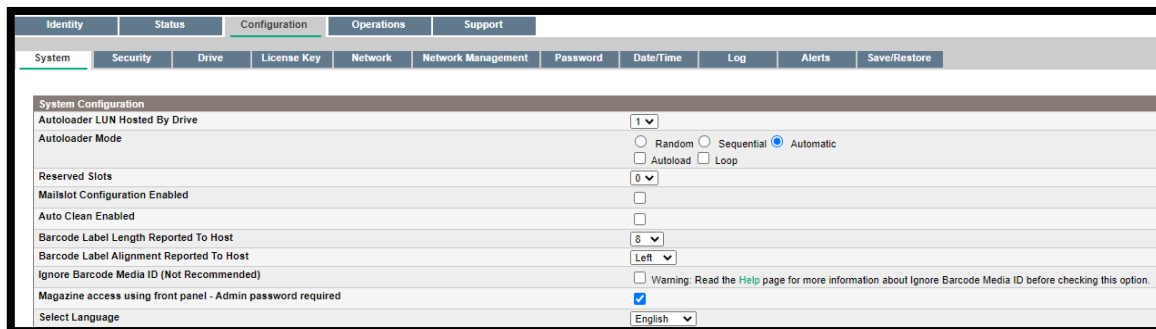 Identity Status Configuration Operations Support
System Security Drive License Key Network Network Management Password Date/Time Log Alerts Save/Restore
System Configuration
Autoloader LUN Hosted By Drive 1
Autoloader Mode Random Sequential Automatic
Autoload Loop
Reserved Slots 0
Mailslot Configuration Enabled
Auto Clean Enabled
Barcode Label Length Reported To Host 8
Barcode Label Alignment Reported To Host Left
Ignore Barcode Media ID (Not Recommended) Warning: Read the Help page for more information about Ignore Barcode Media ID before checking this option.
Magazine access using front panel - Admin password required
Select Language English